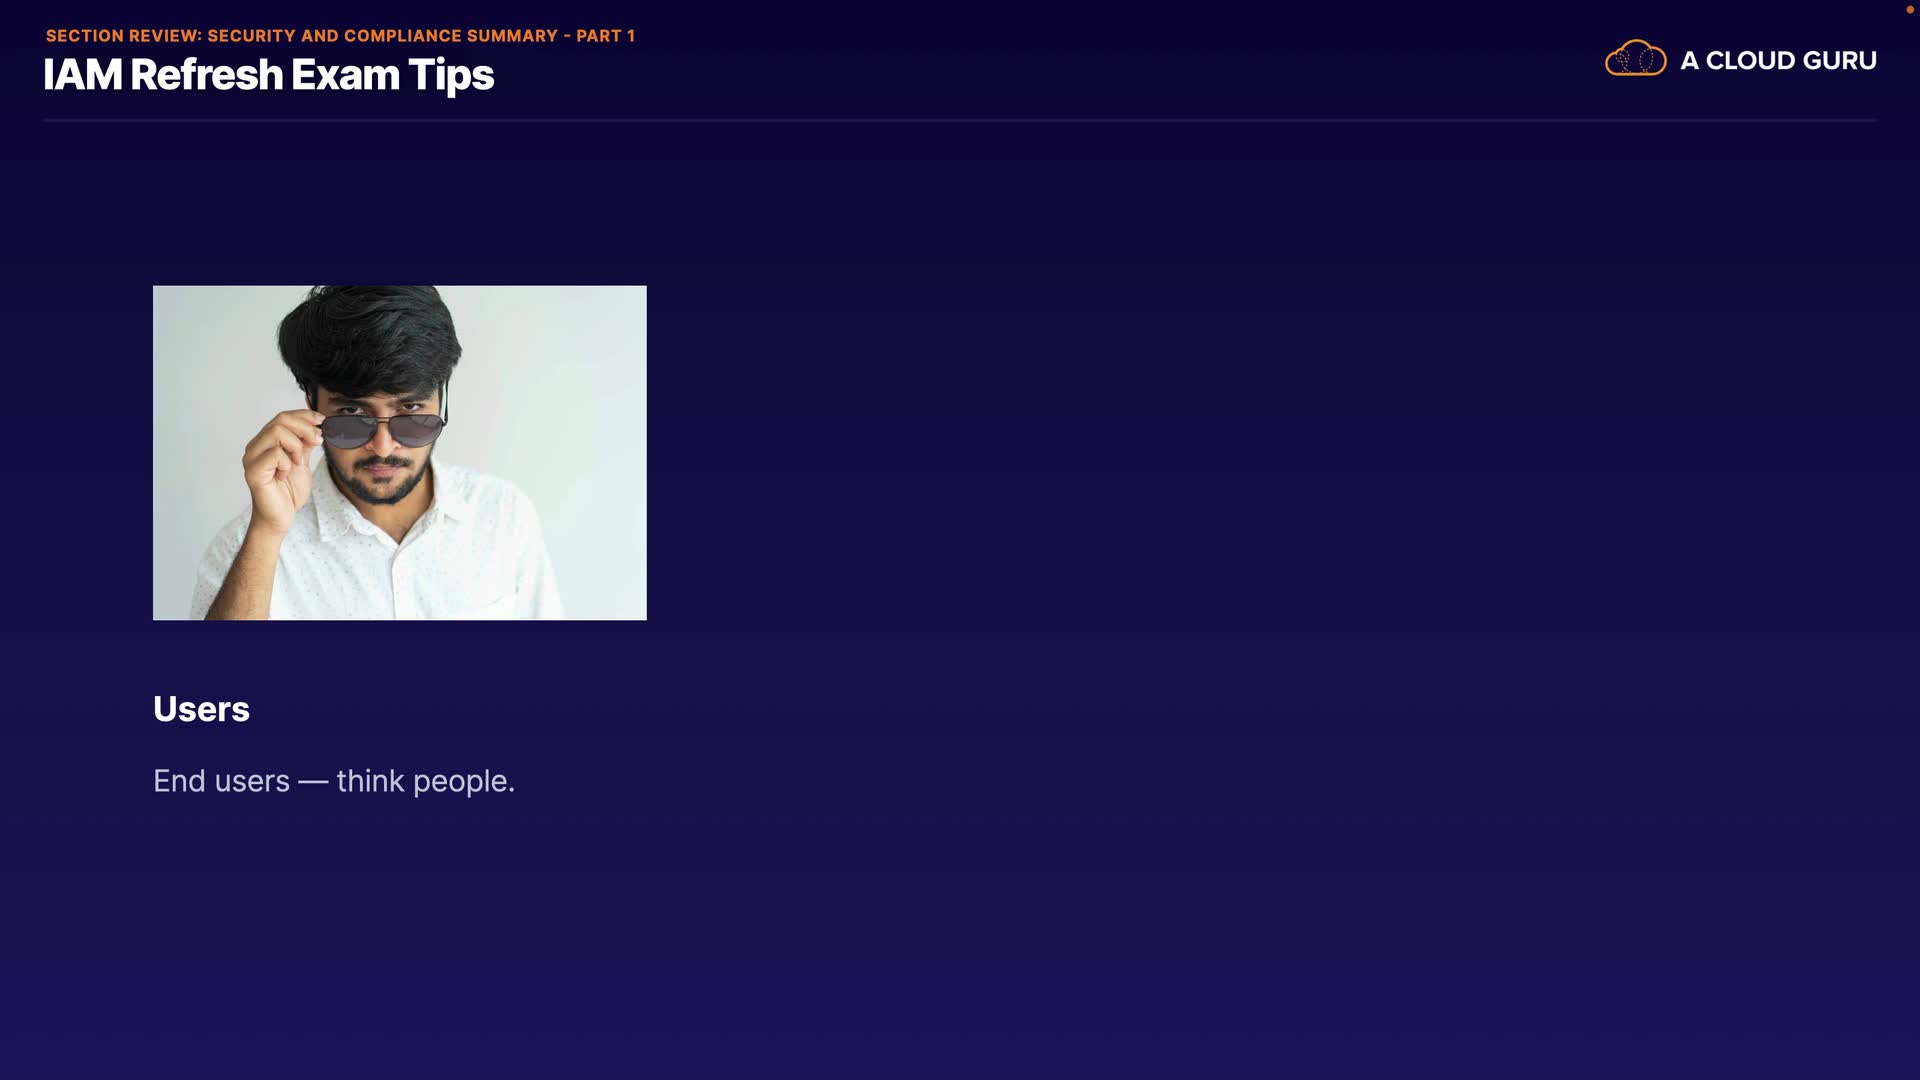 SECTION REVIEW: SECURITY AND COMPLIANCE SUMMARY - PART 1
IAM Refresh Exam Tips
A CLOUD GURU
Users
End users — think people.